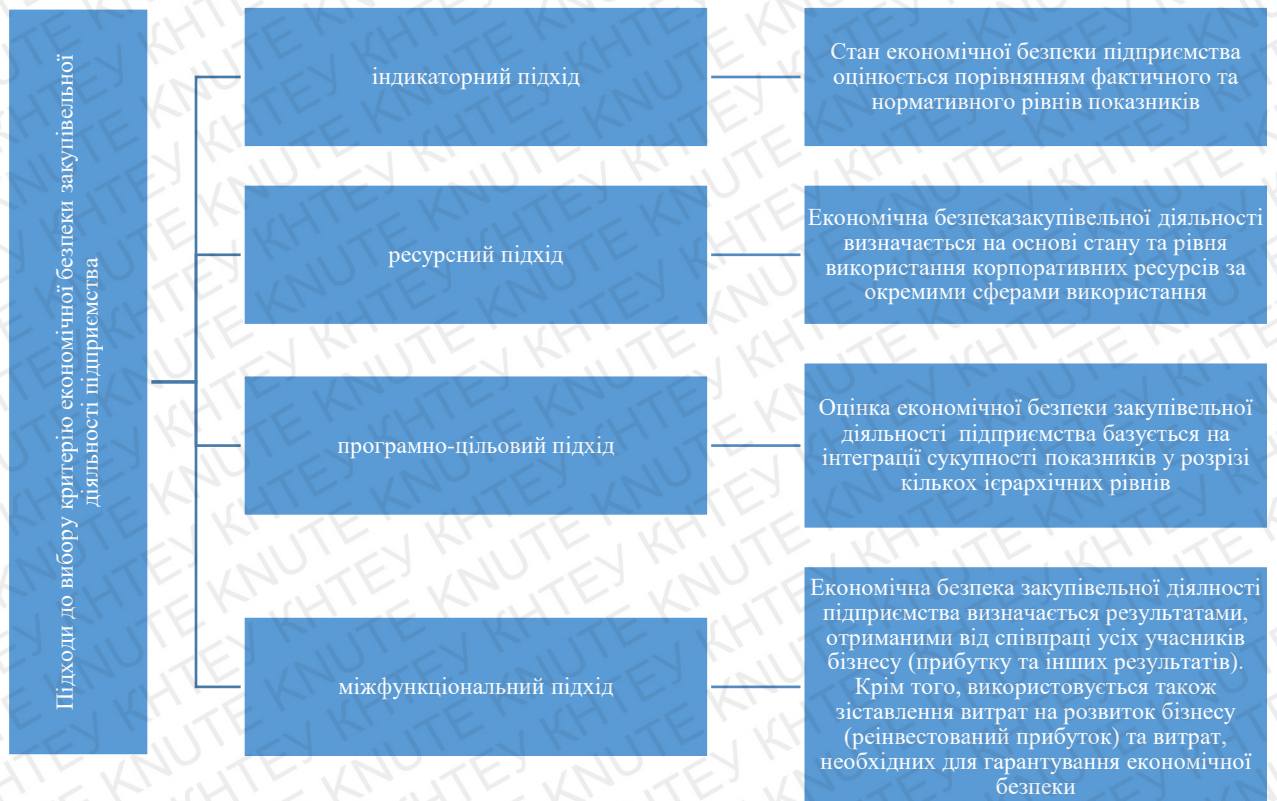 Підходи до вибору критерію економічної безпеки закупівельної
діяльності підприємства
індикаторний підхід
Стан економічної безпеки підприємства
оцінюється порівнянням фактичного та
нормативного рівнів показників
ресурсний підхід
Економічна безпеказакупівельної діяльності
визначається на основі стану та рівня
використання корпоративних ресурсів за
окремими сферами використання
програмно-цільовий підхід
Оцінка економічної безпеки закупівельної
діяльності підприємства базується на
інтеграції сукупності показників у розрізі
кількох ієрархічних рівнів
міжфункціональний підхід
Економічна безпека закупівельної діялності
підприємства визначається результатами,
отриманими від співпраці усіх учасників
бізнесу (прибутку та інших результатів).
Крім того, використовується також
зіставлення витрат на розвиток бізнесу
(реінвестований прибуток) та витрат,
необхідних для гарантування економічної
безпеки